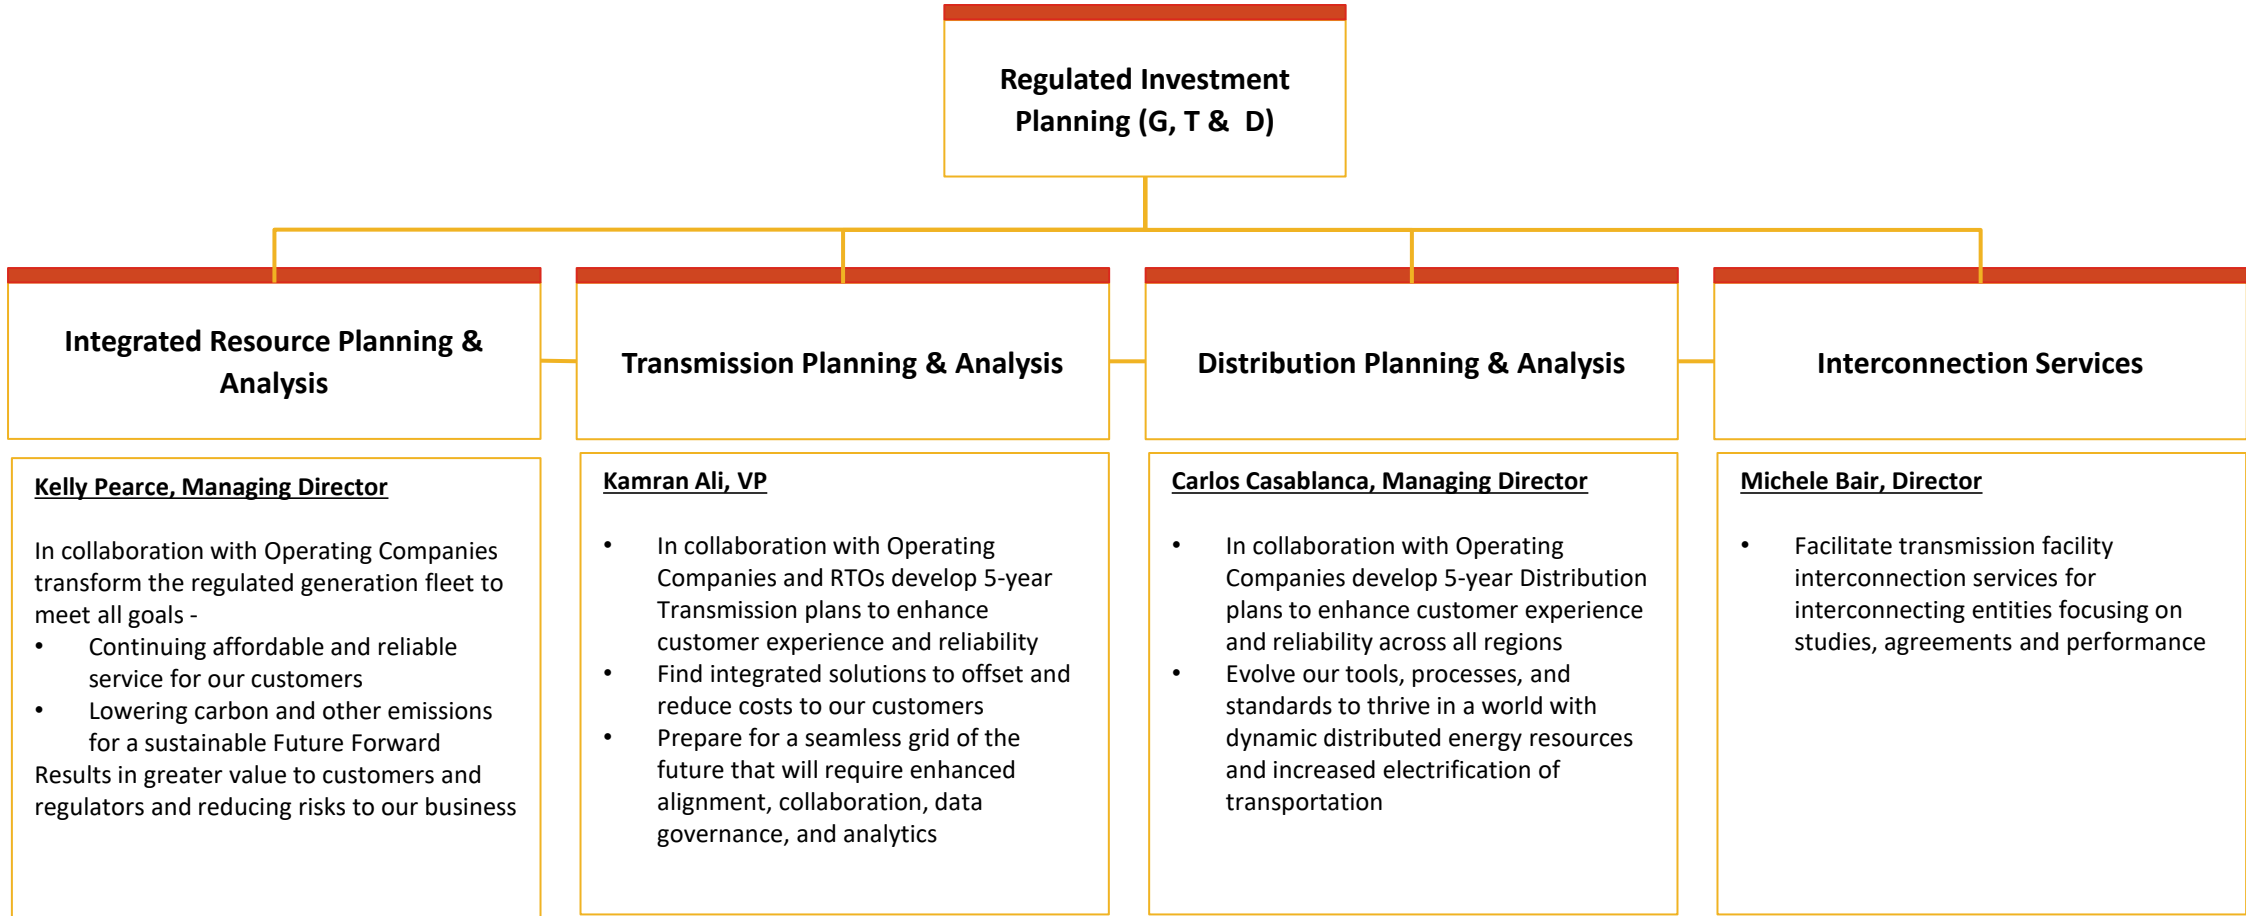 Regulated Investment
Planning (G, T &  D)
Integrated Resource Planning &
Analysis
Transmission Planning & Analysis
Distribution Planning & Analysis
Interconnection Services
Kelly Pearce, Managing Director
In collaboration with Operating Companies
transform the regulated generation fleet to
meet all goals -
• Continuing affordable and reliable
service for our customers
• Lowering carbon and other emissions
for a sustainable Future Forward
Results in greater value to customers and
regulators and reducing risks to our business
Kamran Ali, VP
• In collaboration with Operating
Companies and RTOs develop 5-year
Transmission plans to enhance
customer experience and reliability
• Find integrated solutions to offset and
reduce costs to our customers
• Prepare for a seamless grid of the
future that will require enhanced
alignment, collaboration, data
governance, and analytics
Carlos Casablanca, Managing Director
• In collaboration with Operating
Companies develop 5-year Distribution
plans to enhance customer experience
and reliability across all regions
• Evolve our tools, processes, and
standards to thrive in a world with
dynamic distributed energy resources
and increased electrification of
transportation
Michele Bair, Director
• Facilitate transmission facility
interconnection services for
interconnecting entities focusing on
studies, agreements and performance